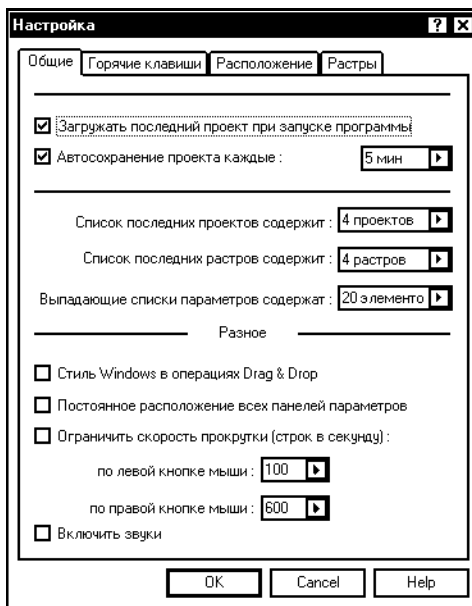 Настройка
Общие Горячие клавиши Расположение Растры
Загружать последний проект при запуске программы
Автосохранение проекта каждые : 5 мин
Список последних проектов содержит : 4 проектов
Список последних растров содержит : 4 растров
Выпадающие списки параметров содержат : 20 элементо
Разное
Стиль Windows в операциях Drag & Drop
Постоянное расположение всех панелей параметров
Ограничить скорость прокрутки (строк в секунду) :
по левой кнопке мыши : 100
по правой кнопке мыши : 600
Включить звуки
OK Cancel Help